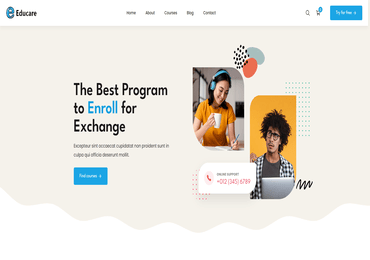 Educare
Home About Courses Blog Contact
0
Try for free
The Best Program
to Enroll for
Exchange
Excepteur sint occaecat cupidatat non proident sunt in
culpa qui officia deserunt mollit.
Find courses
ONLINE SUPPORT
+012 (345) 6789